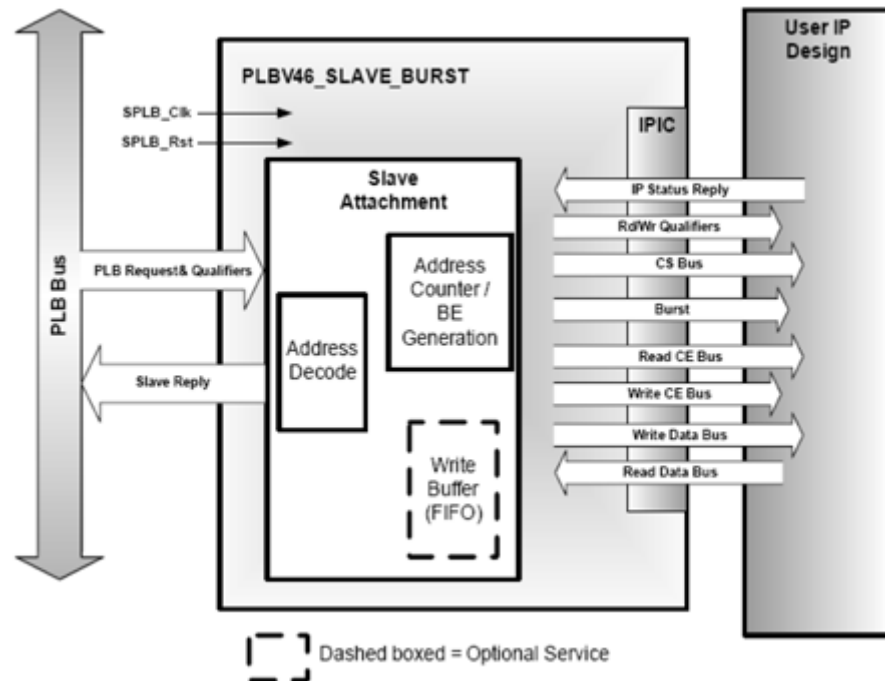 User IP
Design
PLBV46_SLAVE_BURST
SPLB_Clk
SPLB_Rst
IPIC
Slave
Attachment
IP Status Reply
Rd/Wr Qualifiers
PLB Bus
PLB Request& Qualifiers
Address
Counter /
BE
Generation
CS Bus
Burst
Address
Decode
Read CE Bus
Slave Reply
Write CE Bus
Write Data Bus
Write
Buffer
(FIFO)
Read Data Bus
Dashed boxed = Optional Service